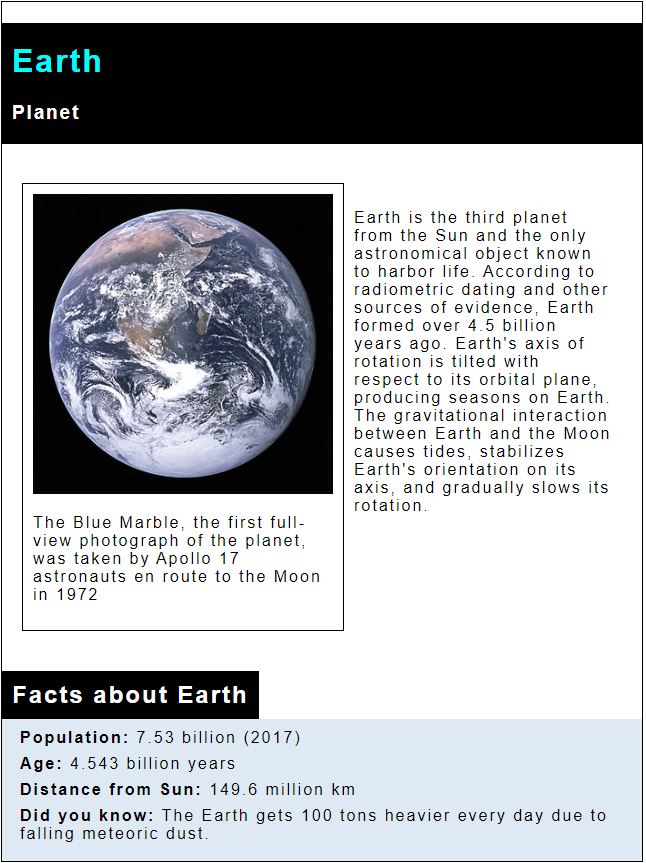 Earth
Planet
The Blue Marble, the first full-
view photograph of the planet,
was taken by Apollo 17
astronauts en route to the Moon
in 1972
Earth is the third planet
from the Sun and the only
astronomical object known
to harbor life. According to
radiometric dating and other
sources of evidence, Earth
formed over 4.5 billion
years ago. Earth's axis of
rotation is tilted with
respect to its orbital plane,
producing seasons on Earth.
The gravitational interaction
between Earth and the Moon
causes tides, stabilizes
Earth's orientation on its
axis, and gradually slows its
rotation.
Facts about Earth
Population: 7.53 billion (2017)
Age: 4.543 billion years
Distance from Sun: 149.6 million km
Did you know: The Earth gets 100 tons heavier every day due to
falling meteoric dust.